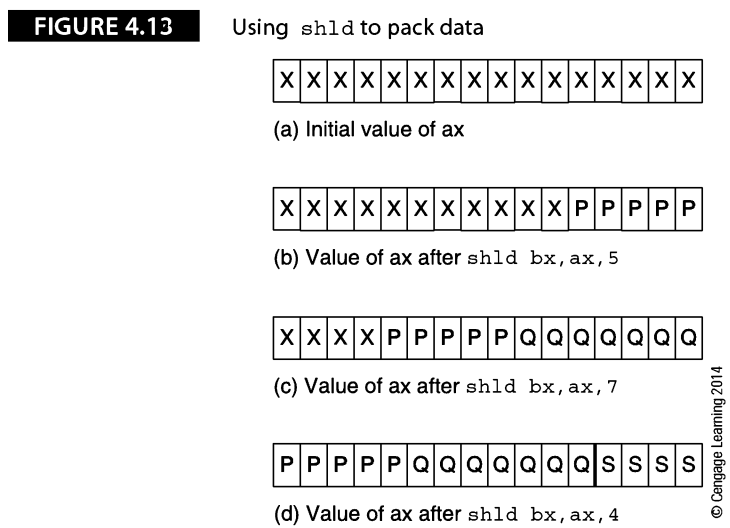 FIGURE 4.13 Using shld to pack data
X X X X X X X X X X X X X X X X
(a) Initial value of ax
X X X X X X X X X X X P P P P P
(b) Value of ax after shld bx,ax,5
X X X X P P P P P Q Q Q Q Q Q Q
(c) Value of ax after shld bx,ax,7
P P P P P Q Q Q Q Q Q Q S S S S
(d) Value of ax after shld bx,ax,4
© Cengage Learning 2014